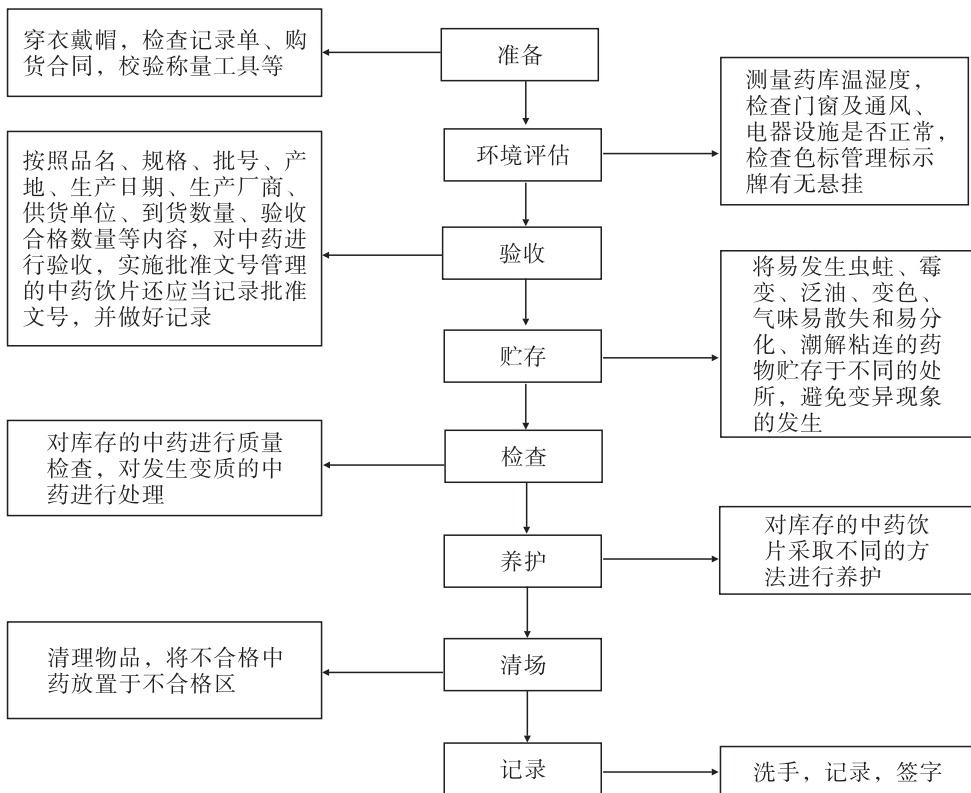 穿衣戴帽，检查记录单、购
货合同，校验称量工具等
准备
测量药库温湿度，
检查门窗及通风、
电器设施是否正常，
检查色标管理标示
牌有无悬挂
环境评估
按照品名、规格、批号、产
地、生产日期、生产厂商、
供货单位、到货数量、验收
合格数量等内容，对中药进
行验收，实施批准文号管理
的中药饮片还应当记录批准
文号，并做好记录
验收
将易发生虫蛀、霉
变、泛油、变色、
气味易散失和易分
化、潮解粘连的药
物贮存于不同的处
所，避免变异现象
的发生
贮存
对库存的中药进行质量
检查，对发生变质的中
药进行处理
检查
对库存的中药饮
片采取不同的方
法进行养护
养护
清理物品，将不合格中
药放置于不合格区
清场
记录
洗手，记录，签字